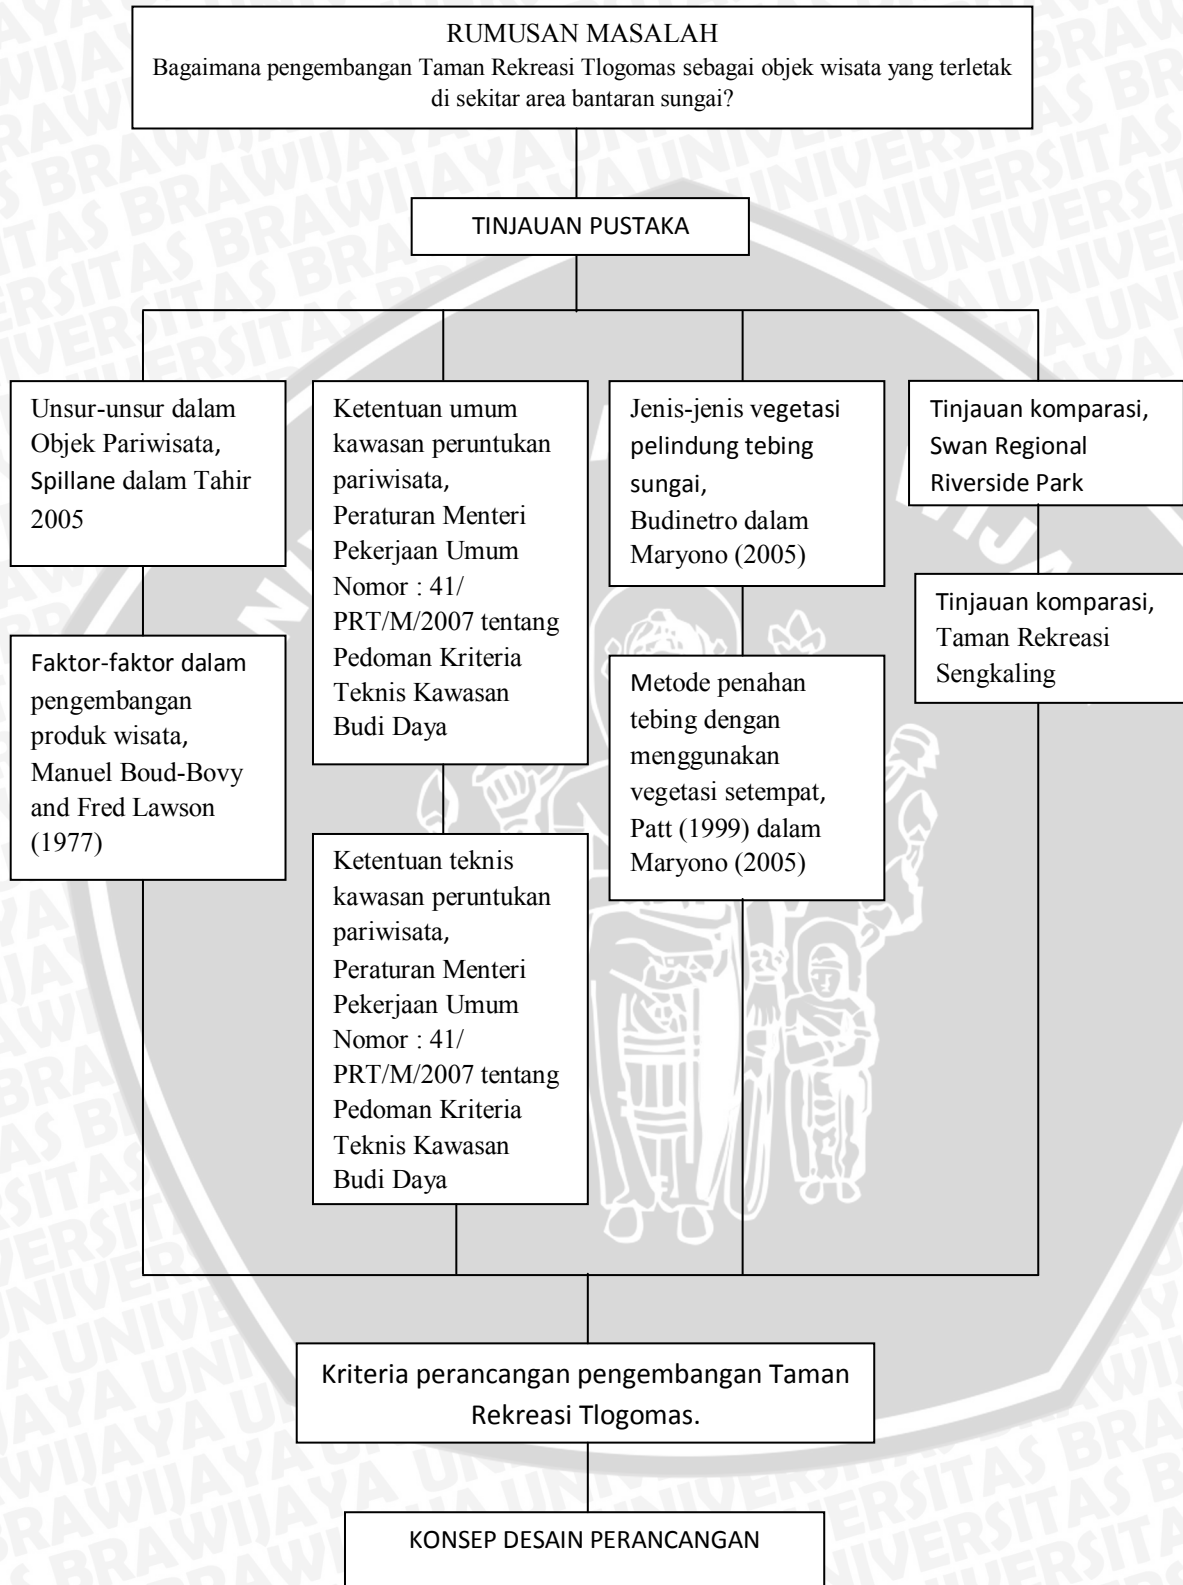 RUMUSAN MASALAH
Bagaimana pengembangan Taman Rekreasi Tlogomas sebagai objek wisata yang terletak
di sekitar area bantaran sungai?
TINJAUAN PUSTAKA
Unsur-unsur dalam
Objek Pariwisata,
Spillane dalam Tahir
2005
Faktor-faktor dalam
pengembangan
produk wisata,
Manuel Boud-Bovy
and Fred Lawson
(1977)
Ketentuan umum
kawasan peruntukan
pariwisata,
Peraturan Menteri
Pekerjaan Umum
Nomor : 41/
PRT/M/2007 tentang
Pedoman Kriteria
Teknis Kawasan
Budi Daya
Ketentuan teknis
kawasan peruntukan
pariwisata,
Peraturan Menteri
Pekerjaan Umum
Nomor : 41/
PRT/M/2007 tentang
Pedoman Kriteria
Teknis Kawasan
Budi Daya
Jenis-jenis vegetasi
pelindung tebing
sungai,
Budinetro dalam
Maryono (2005)
Metode penahan
tebing dengan
menggunakan
vegetasi setempat,
Patt (1999) dalam
Maryono (2005)
Tinjauan komparasi,
Swan Regional
Riverside Park
Tinjauan komparasi,
Taman Rekreasi
Sengkaling
Kriteria perancangan pengembangan Taman
Rekreasi Tlogomas.
KONSEP DESAIN PERANCANGAN